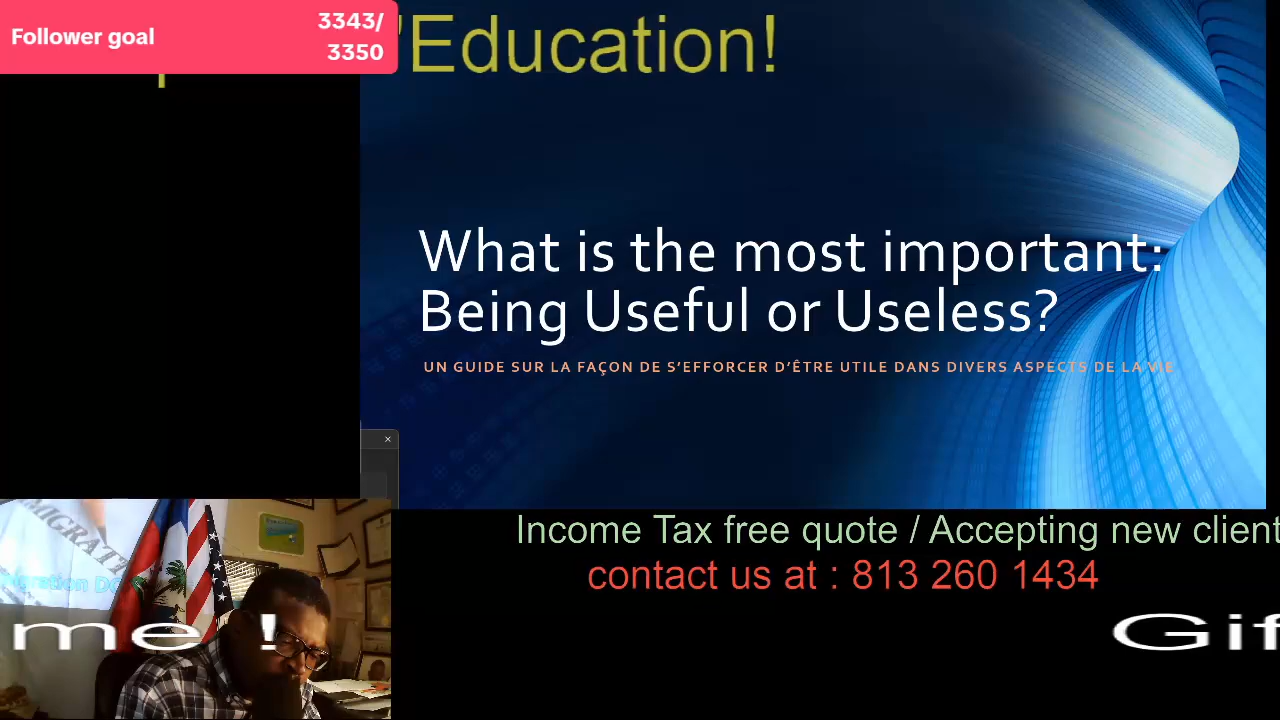 Follower goal
3343/
3350
'Education!
What is the most important:
Being Useful or Useless?
UN GUIDE SUR LA FAÇON DE S'EFFORCER D'ÊTRE UTILE DANS DIVERS ASPECTS DE LA VIE
Income Tax free quote / Accepting new client
contact us at : 813 260 1434
me ! Gif